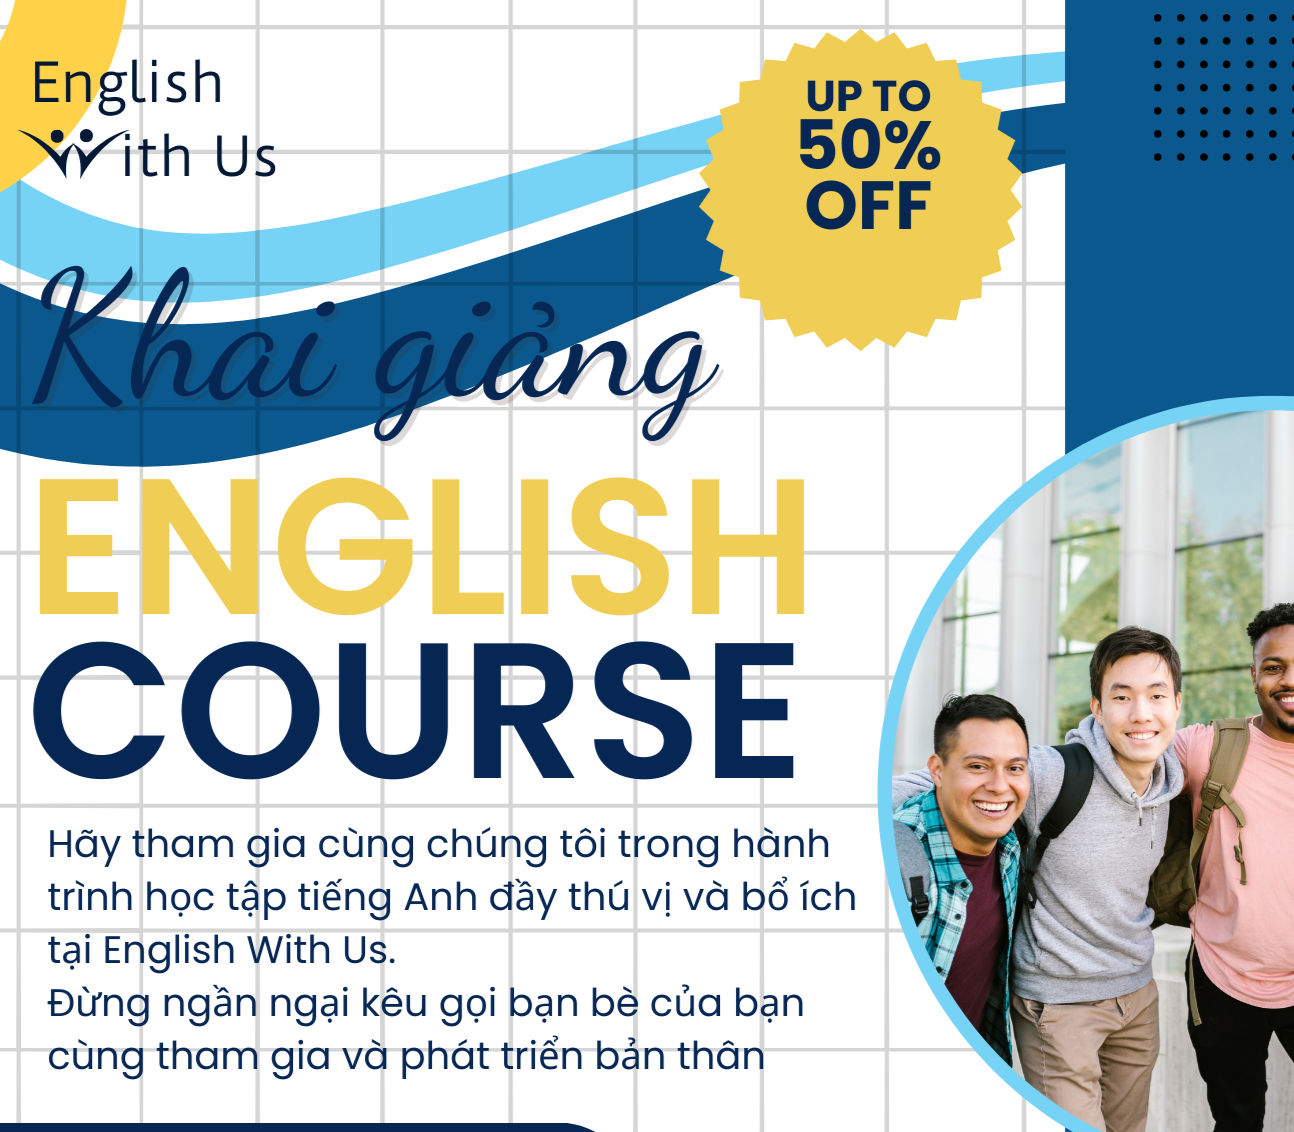 English
With Us
UP TO
50%
OFF
Khai giảng
ENGLISH
COURSE
Hãy tham gia cùng chúng tôi trong hành
trình học tập tiếng Anh đầy thú vị và bổ ích
tại English With Us.
Đừng ngần ngại kêu gọi bạn bè của bạn
cùng tham gia và phát triển bản thân